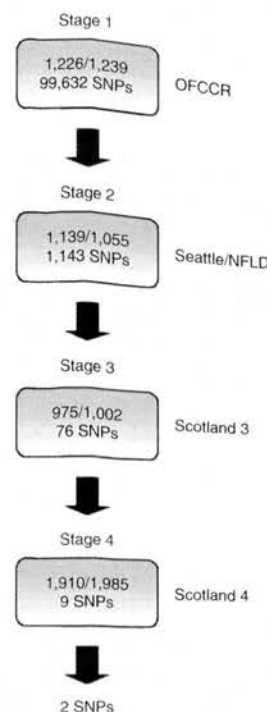 Stage 1
1,226/1,239
99,632 SNPs
OFCCR
Stage 2
1,139/1,055
1,143 SNPs
Seattle/NFLD
Stage 3
975/1,002
76 SNPs
Scotland 3
Stage 4
1,910/1,985
9 SNPs
Scotland 4
2 SNPs